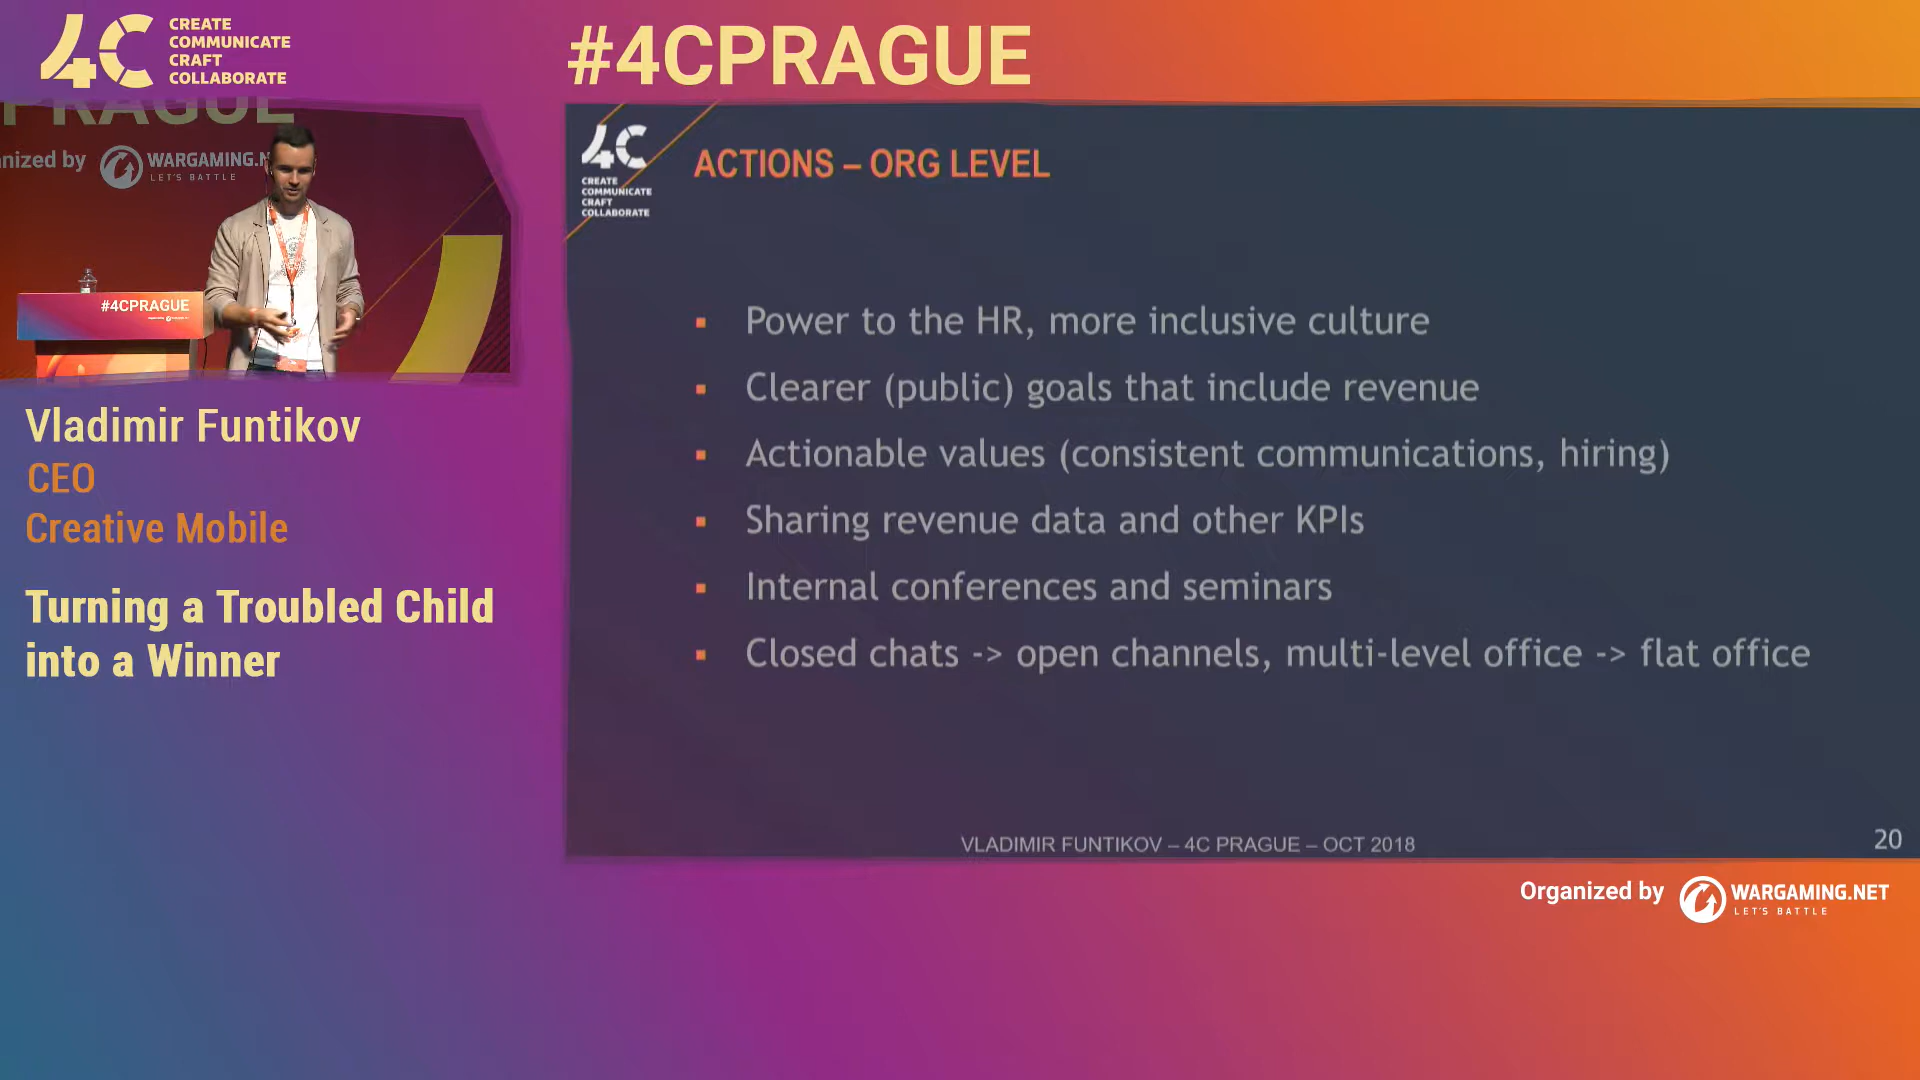 4C CREATE
COMMUNICATE
CRAFT
COLLABORATE
#4CPRAGUE
PRAGUE
nized by WARGAMING.N
LET'S BATTLE
#4CPRAGUE
Vladimir Funtikov
CEO
Creative Mobile
Turning a Troubled Child
into a Winner
4C
CREATE
COMMUNICATE
CRAFT
COLLABORATE
ACTIONS – ORG LEVEL
▪ Power to the HR, more inclusive culture
▪ Clearer (public) goals that include revenue
▪ Actionable values (consistent communications, hiring)
▪ Sharing revenue data and other KPIs
▪ Internal conferences and seminars
▪ Closed chats -> open channels, multi-level office -> flat office
VLADIMIR FUNTIKOV – 4C PRAGUE – OCT 2018
20
Organized by WARGAMING.NET
LET'S BATTLE